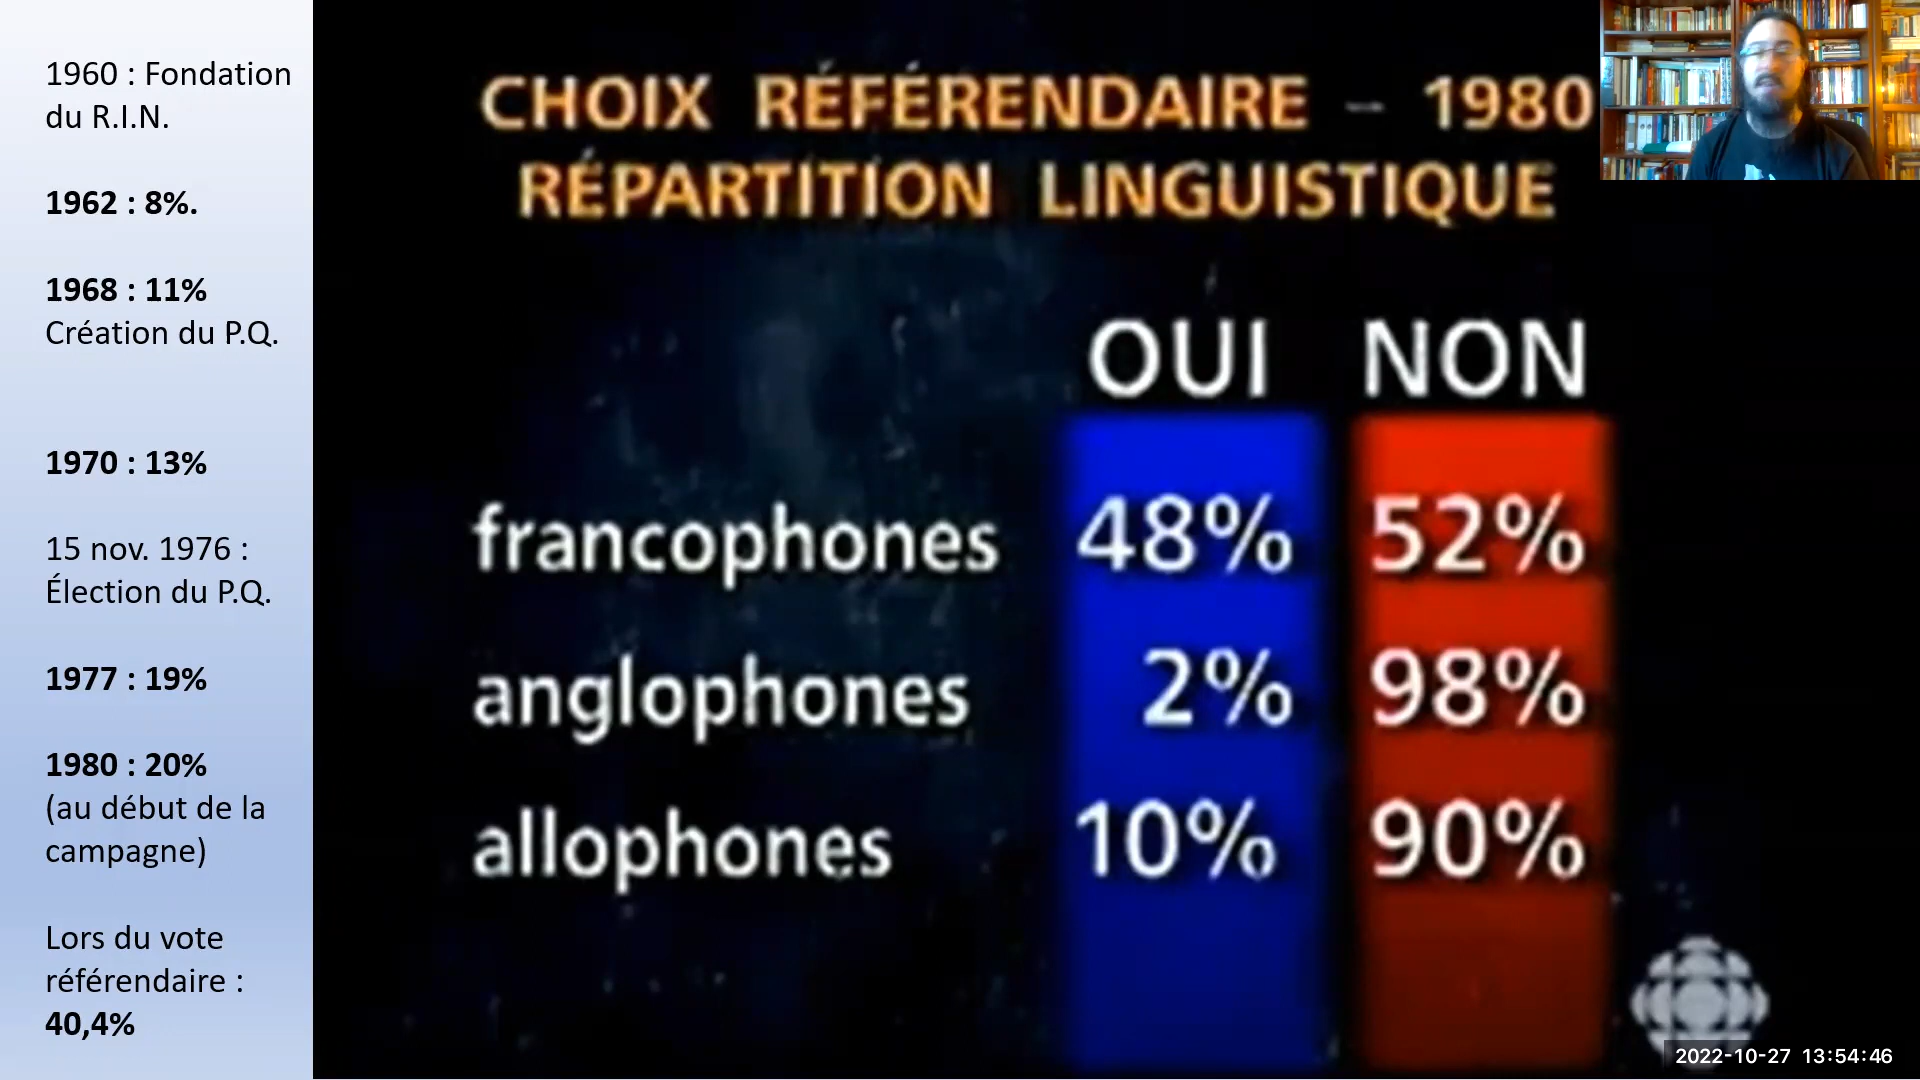 1960 : Fondation
du R.I.N.
1962 : 8%.
1968 : 11%
Création du P.Q.
1970 : 13%
15 nov. 1976 :
Élection du P.Q.
1977 : 19%
1980 : 20%
(au début de la
campagne)
Lors du vote
référendaire :
40,4%
CHOIX RÉFÉRENDAIRE – 1980
RÉPARTITION LINGUISTIQUE
OUI NON
francophones 48% 52%
anglophones 2% 98%
allophones 10% 90%
2022-10-27 13:54:46